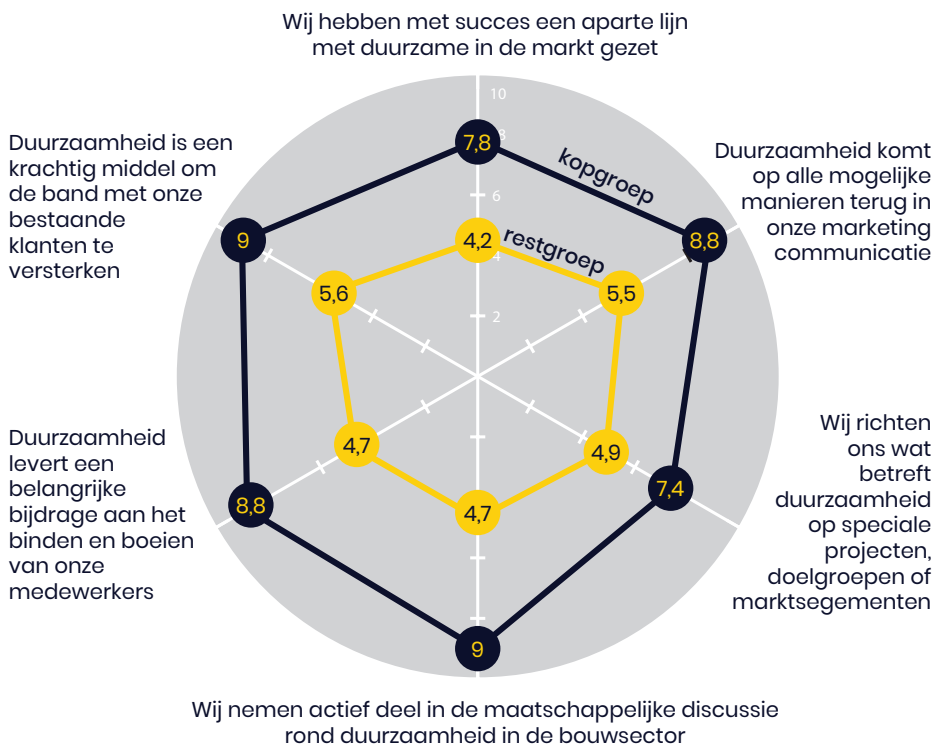 Wij hebben met succes een aparte lijn
met duurzame in de markt gezet
10
8
7,8
6
kopgroep
4,2
restgroep
4
2
Duurzaamheid is een
krachtig middel om
de band met onze
bestaande
klanten te
versterken
9
5,6
Duurzaamheid komt
op alle mogelijke
manieren terug in
onze marketing
communicatie
8,8
5,5
Duurzaamheid
levert een
belangrijke
bijdrage aan het
binden en boeien
van onze
medewerkers
8,8
4,7
4,7
4,9
7,4
Wij richten
ons wat
betreft
duurzaamheid
op speciale
projecten,
doelgroepen of
marktsegementen
9
Wij nemen actief deel in de maatschappelijke discussie
rond duurzaamheid in de bouwsector